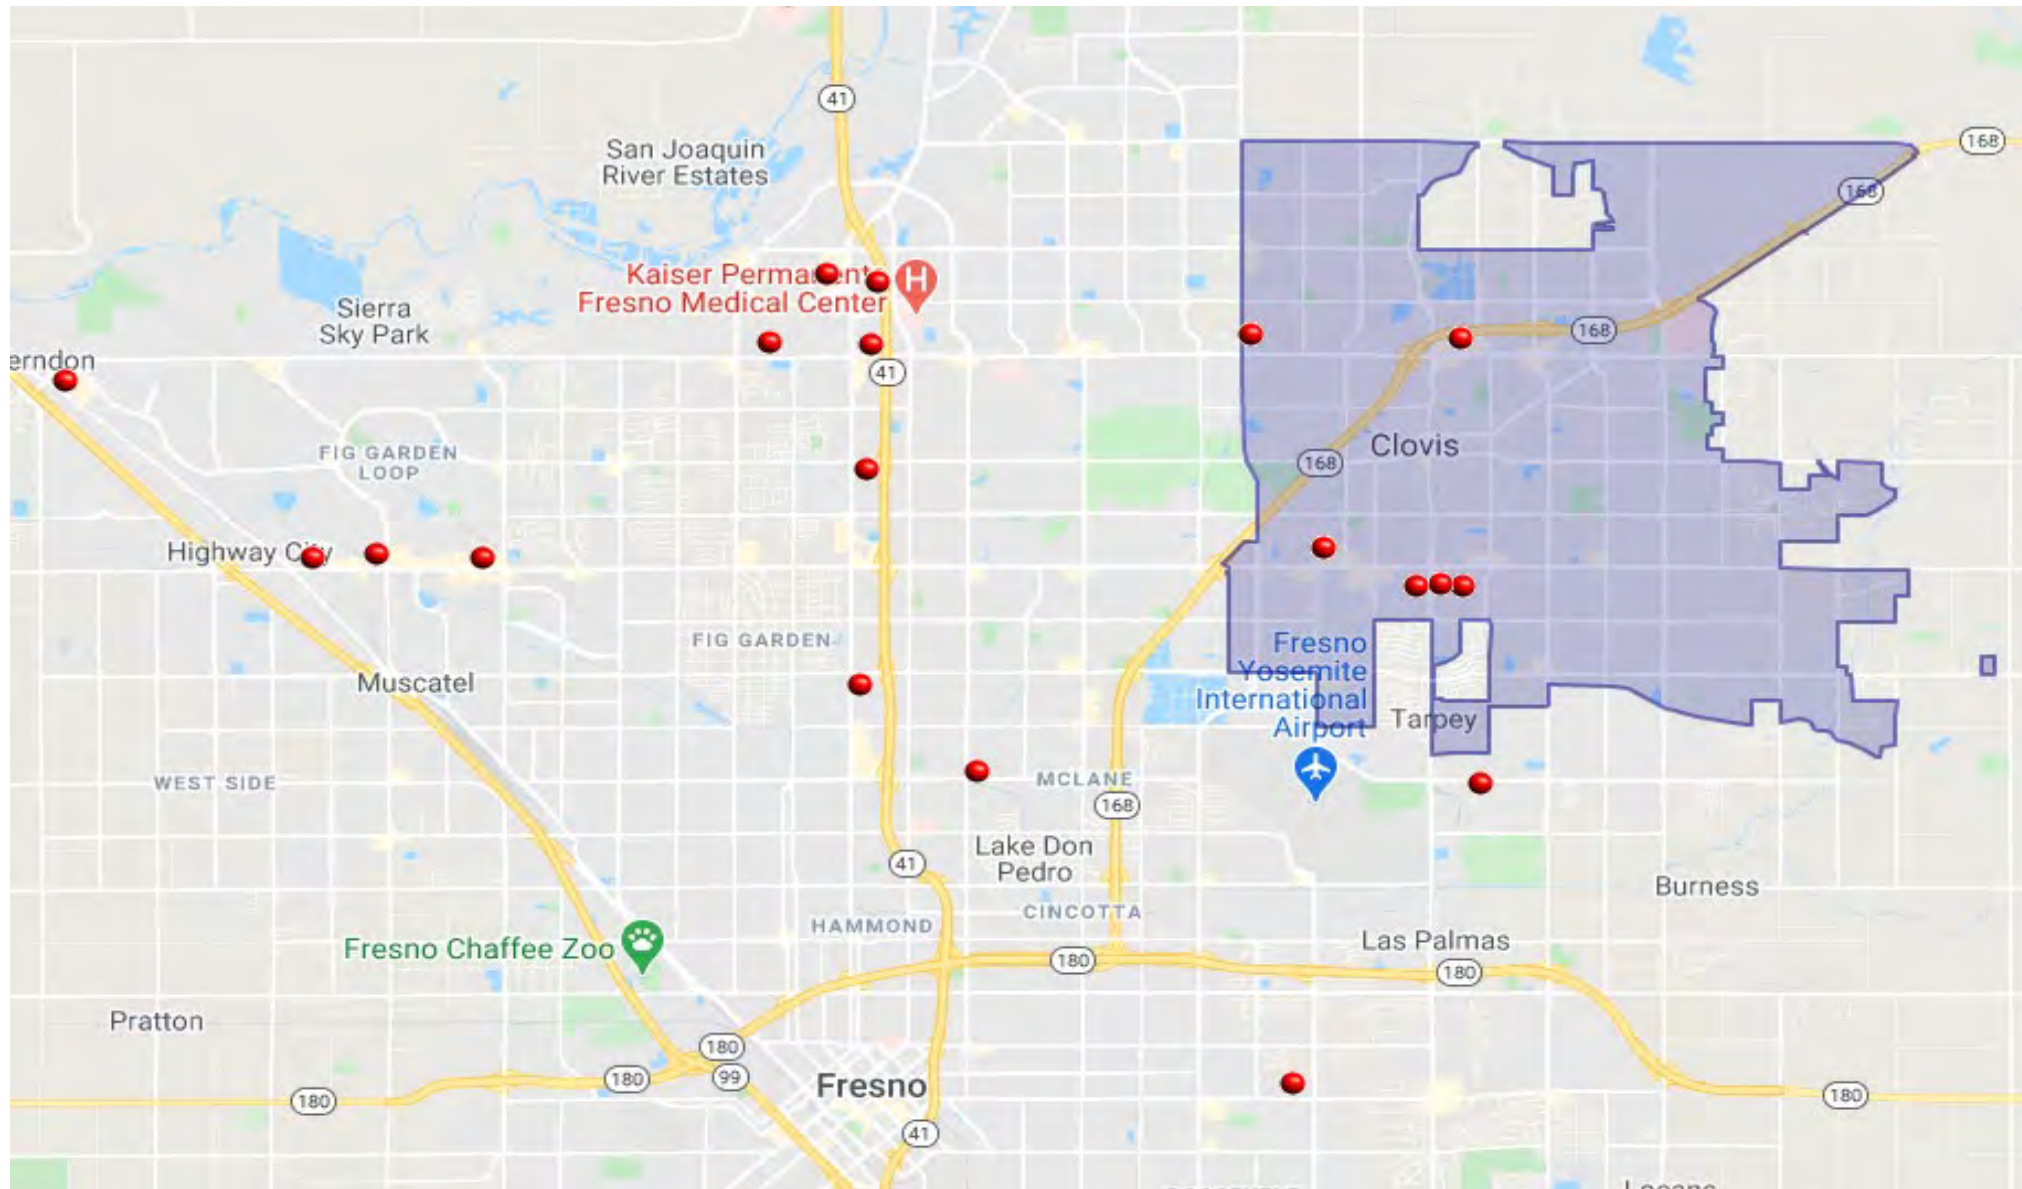 41
San Joaquin
River Estates
168
168
Kaiser Permanente
Fresno Medical Center
H
Sierra
Sky Park
168
erndon
41
FIG GARDEN
LOOP
Clovis
168
Highway City
FIG GARDEN
Fresno
Yosemite
International
Airport
Muscatel
Tarpey
WEST SIDE
MCLANE
168
Lake Don
Pedro
41
Burness
CINCOTTA
HAMMOND
Las Palmas
Fresno Chaffee Zoo
180
180
Pratton
180
99
180
Fresno
180
180
41